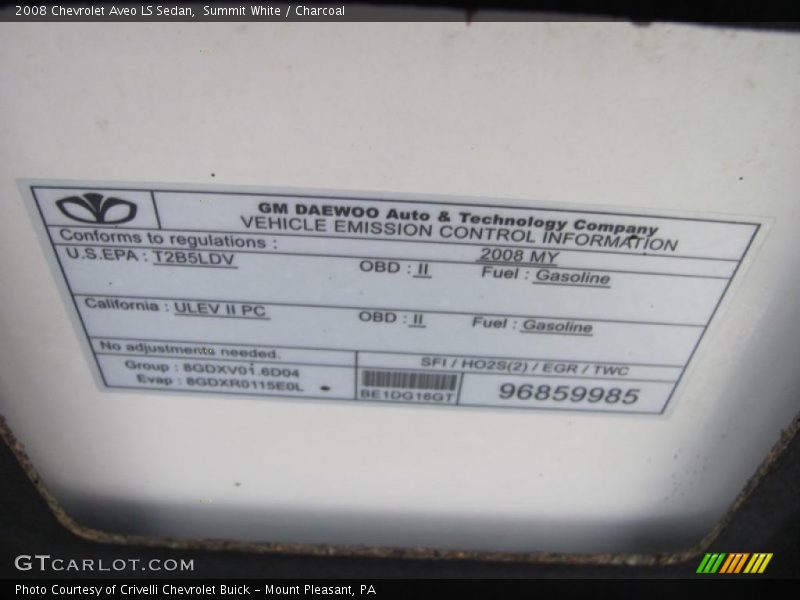 2008 Chevrolet Aveo LS Sedan, Summit White / Charcoal
GM DAEWOO Auto & Technology Company
VEHICLE EMISSION CONTROL INFORMATION
Conforms to regulations : 2008 MY
U.S.EPA : T2B5LDV OBD : II Fuel : Gasoline
California : ULEV II PC OBD : II Fuel : Gasoline
No adjustments needed. SFI / HO2S(2) / EGR / TWC
Group : 8GDXV01.6D04
Evap : 8GDXR0115E0L
BE1DG16GT 96859985
GTCARLOT.COM
Photo Courtesy of Crivelli Chevrolet Buick - Mount Pleasant, PA